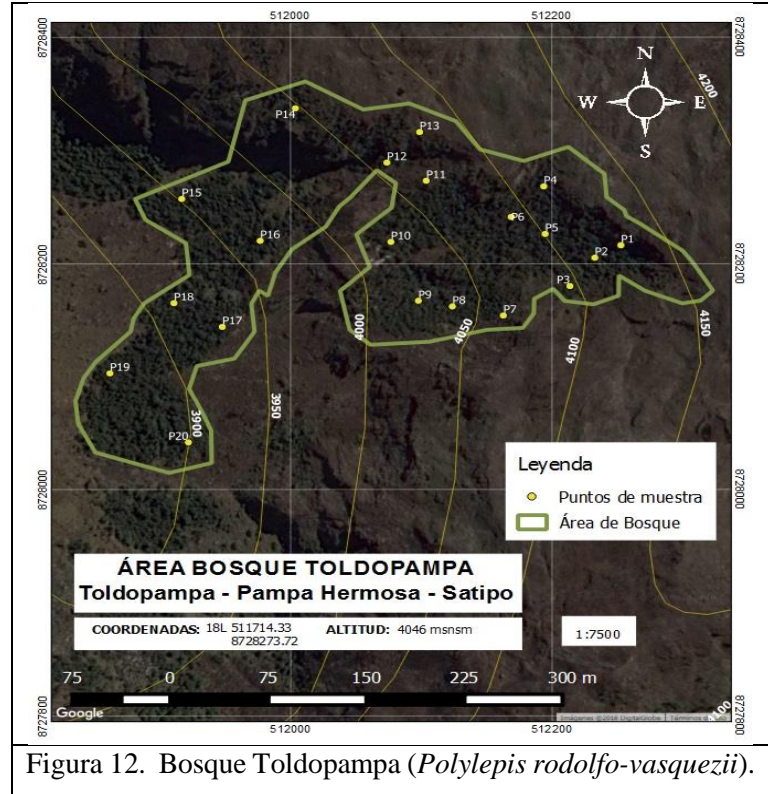 512000 512200
8728400 8728400
N
4200
W E
S
P14
P13
P12
P11
P4
P15
P6
P16
P5
P10
P1
P2
8728200 8728200
P3
P18
P9
P8
P7
4150
P17
4000
4050
4100
P19
3950
3900
P20
Leyenda
Puntos de muestra
Área de Bosque
8728000 8728000
ÁREA BOSQUE TOLDOPAMPA
Toldopampa - Pampa Hermosa - Satipo
COORDENADAS: 18L 511714.33 ALTITUD: 4046 msnsm
8728273.72
1:7500
75 0 75 150 225 300 m
Google
Imágenes ©2018 DigitalGlobe
4100
8727800 8727800
512000 512200
Figura 12. Bosque Toldopampa (Polylepis rodolfo-vasquezii).